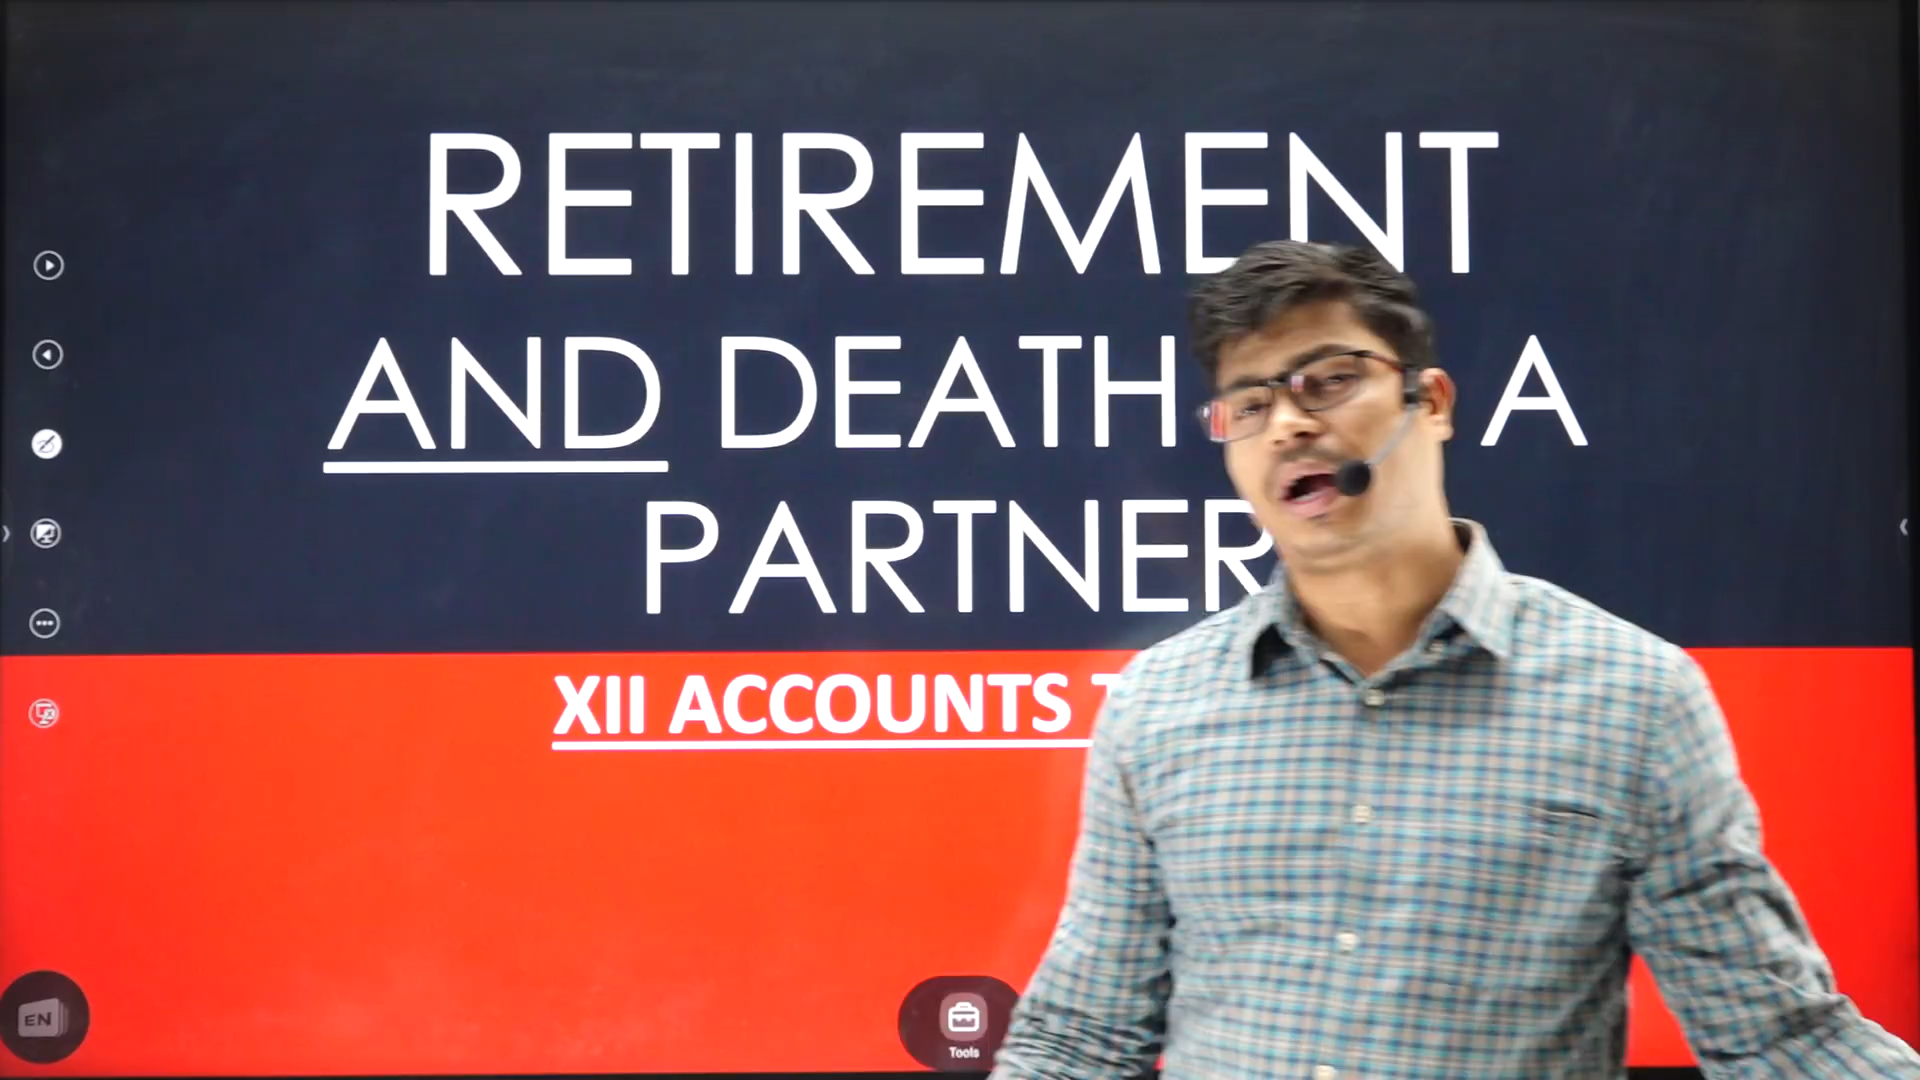 RETIREMENT
AND DEATH A
PARTNER
XII ACCOUNTS
EN
Tools